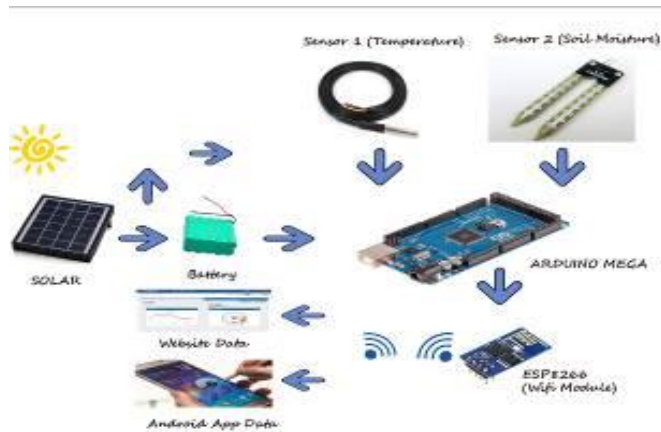 Sensor 1 (Temperature)
Sensor 2 (Soil Moisture)
SOLAR
Battery
ARDUINO MEGA
Website Data
ESP8266
(Wifi Module)
Android App Data